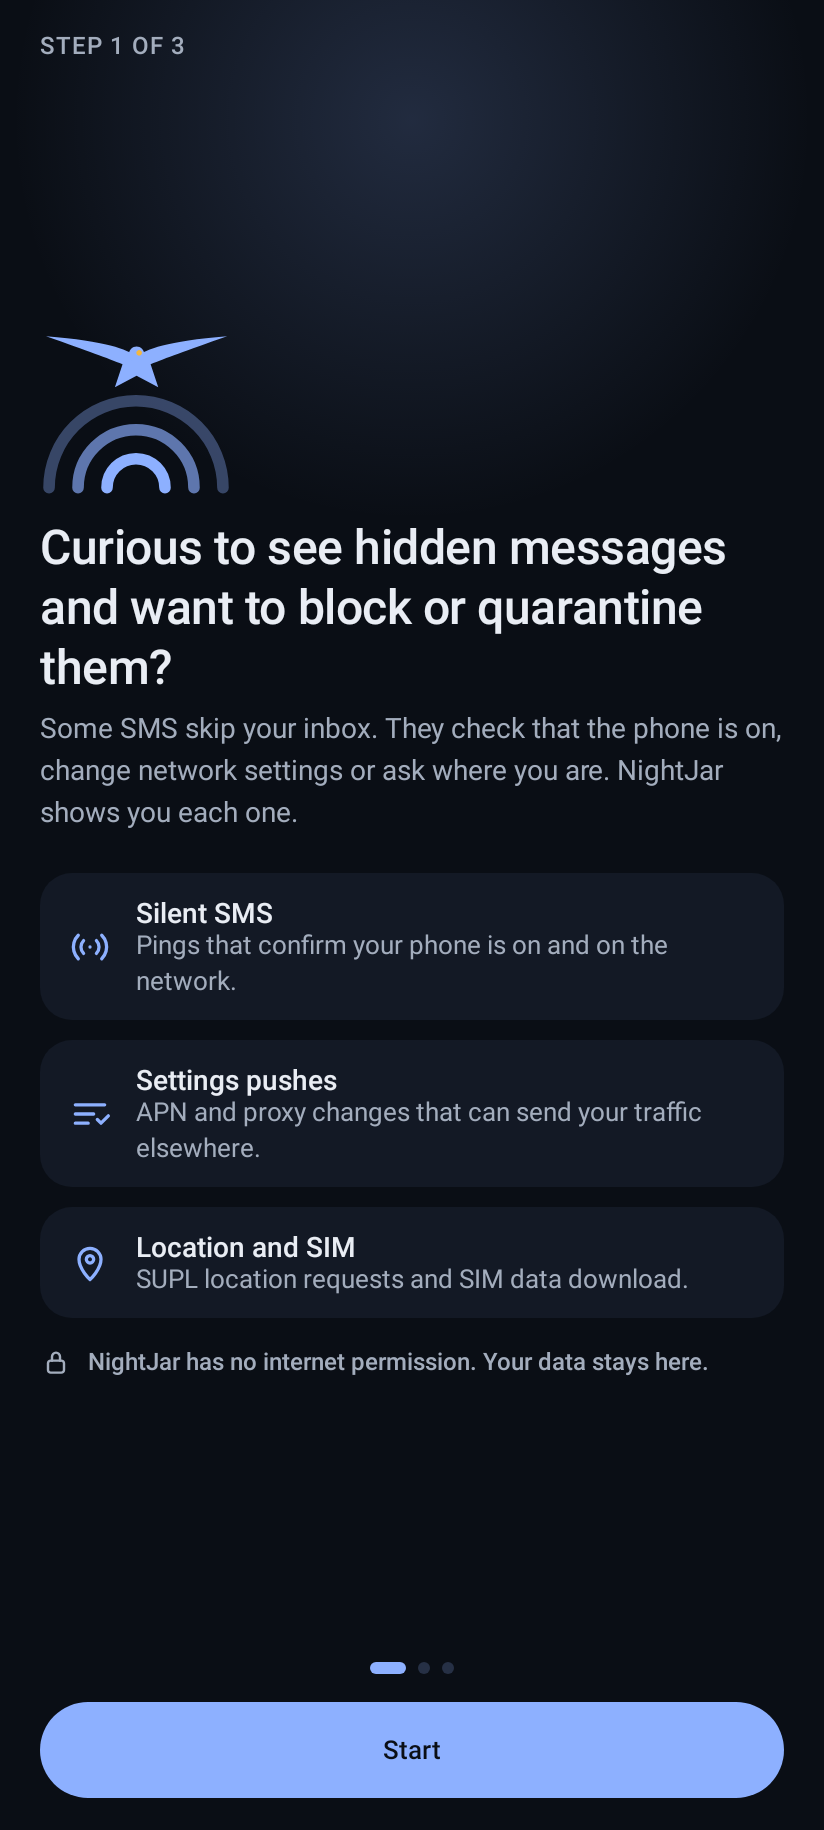 STEP 1 OF 3
Curious to see hidden messages
and want to block or quarantine
them?
Some SMS skip your inbox. They check that the phone is on,
change network settings or ask where you are. NightJar
shows you each one.
Silent SMS
Pings that confirm your phone is on and on the
network.
Settings pushes
APN and proxy changes that can send your traffic
elsewhere.
Location and SIM
SUPL location requests and SIM data download.
NightJar has no internet permission. Your data stays here.
Start